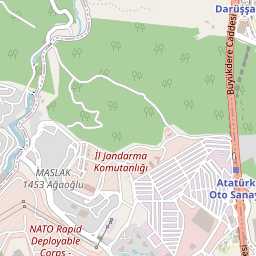 Darüşşa
Büyükdere Caddesi
İl Jandarma
Komutanlığı
MASLAK
1453 Ağaoğlu
Atatürk
Oto Sanay
NATO Rapid
Deployable
Corps -